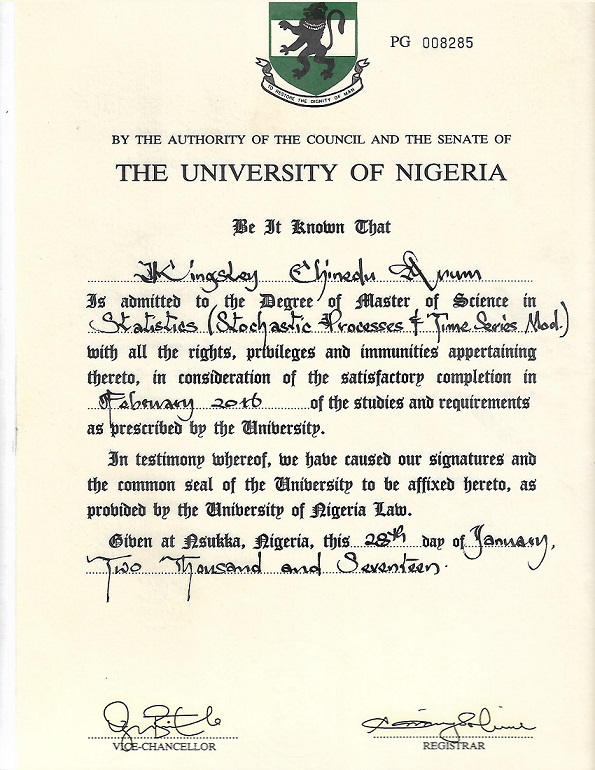 PG 008285
TO RESTORE THE DIGNITY OF MAN
BY THE AUTHORITY OF THE COUNCIL AND THE SENATE OF
THE UNIVERSITY OF NIGERIA
Be It Known That
Kingsley Chinedu Arum
Is admitted to the Degree of Master of Science in
Statistics (Stochastic Processes & Time Series Mod.)
with all the rights, privileges and immunities appertaining
thereto, in consideration of the satisfactory completion in
February 2016 of the studies and requirements
as prescribed by the University.
In testimony whereof, we have caused our signatures and
the common seal of the University to be affixed hereto, as
provided by the University of Nigeria Law.
Given at Nsukka, Nigeria, this 28th day of January,
Two Thousand and Seventeen.
VICE-CHANCELLOR
REGISTRAR